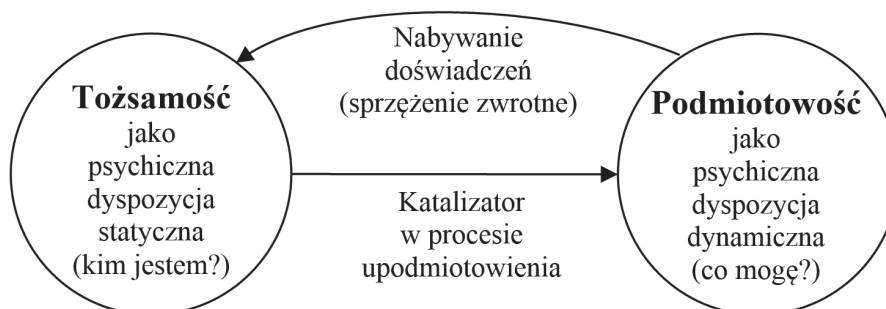 Tożsamość
jako
psychiczna
dyspozycja
statyczna
(kim jestem?)
Nabywanie
doświadczeń
(sprzężenie zwrotne)
Katalizator
w procesie
upodmiotowienia
Podmiotowość
jako
psychiczna
dyspozycja
dynamiczna
(co mogę?)